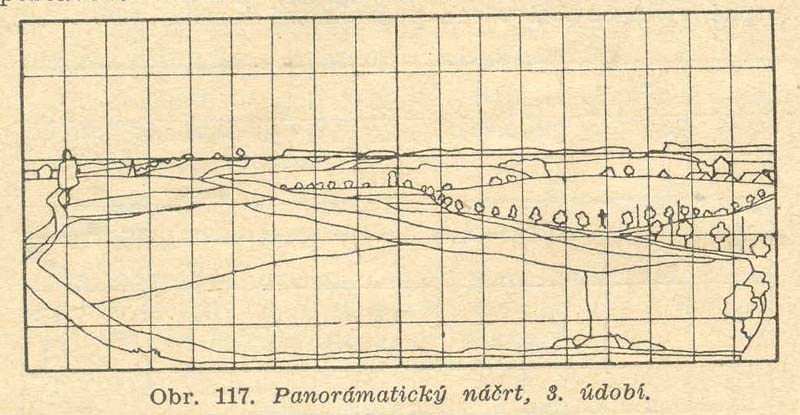 Obr. 117. Panorámatický náčrt, 3. údobí.